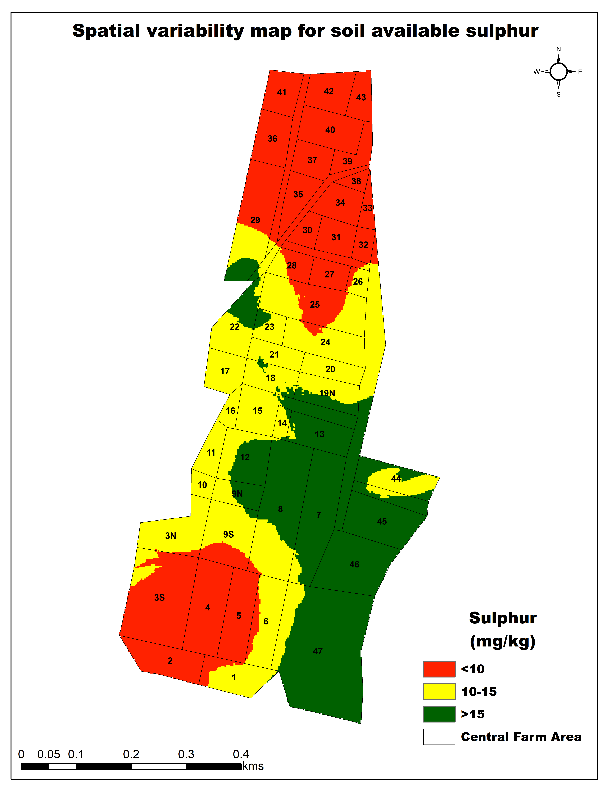 Spatial variability map for soil available sulphur
N
W E
S
41 42 43
40
36
37 39
38
35 34 33
29 30 31 32
28 27 26
25
22 23 24
21
17 18 20
19N
16 15 14 13
11 12
10 9N
44
8 7 45
3N 9S
46
3S 4 5 6
47
2 1
Sulphur
(mg/kg)
<10
10-15
>15
Central Farm Area
0 0.05 0.1 0.2 0.3 0.4
kms